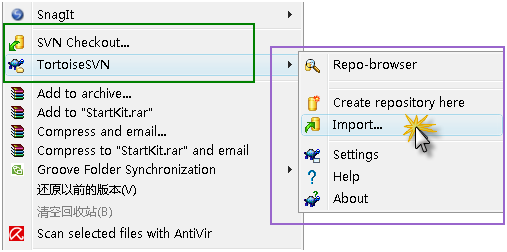 SnagIt
SVN Checkout...
TortoiseSVN
Add to archive...
Add to "StartKit.rar"
Compress and email...
Compress to "StartKit.rar" and email
Groove Folder Synchronization
还原以前的版本(V)
清空回收站(B)
Scan selected files with AntiVir
Repo-browser
Create repository here
Import...
Settings
Help
About